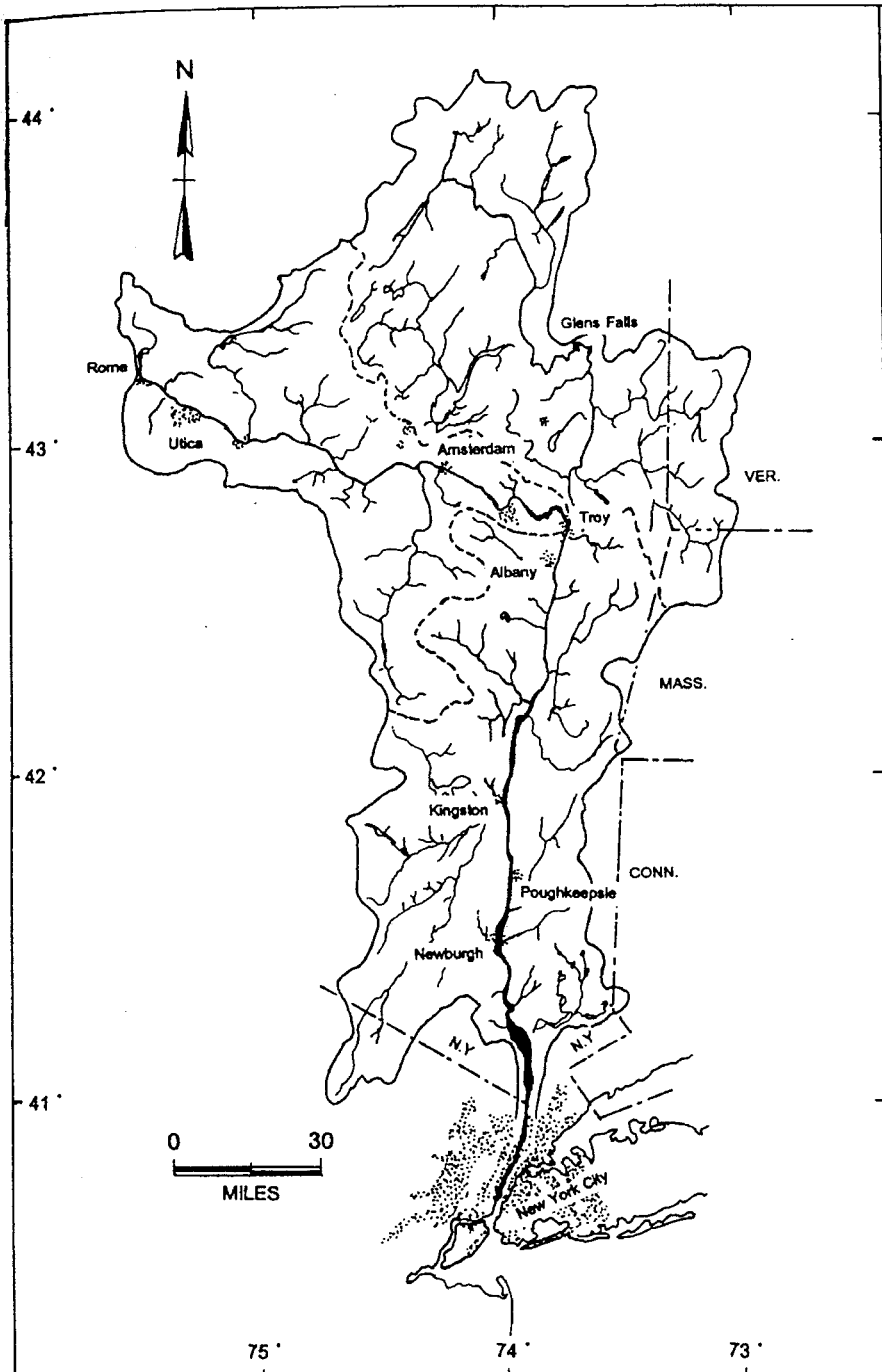 N
44°
Glens Falls
Rome
Utica
43°
Amsterdam
VER.
Troy
Albany
MASS.
42°
Kingston
CONN.
Poughkeepsie
Newburgh
N.Y
N.Y
41°
0 30
MILES
New York City
75° 74° 73°